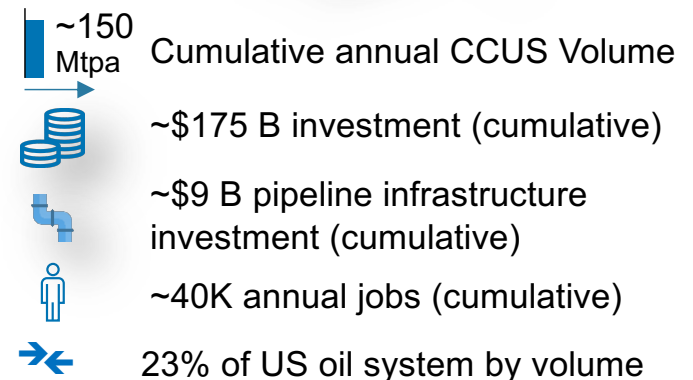 ~150
Mtpa
Cumulative annual CCUS Volume
~$175 B investment (cumulative)
~$9 B pipeline infrastructure
investment (cumulative)
~40K annual jobs (cumulative)
23% of US oil system by volume